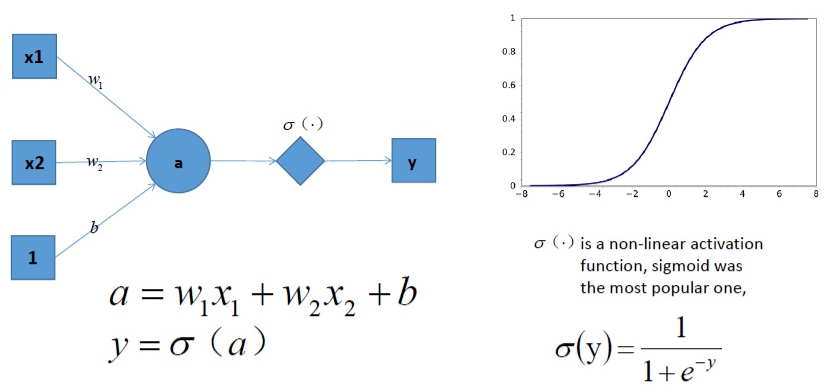 x1
w₁
x2
w₂
1
b
a
σ (·)
y
a = w₁x₁ + w₂x₂ + b
y = σ (a)
1
0.8
0.6
0.4
0.2
0
−8 −6 −4 −2 0 2 4 6 8
σ (·) is a non-linear activation
function, sigmoid was
the most popular one,
σ(y) = 1 / (1 + e^−y)